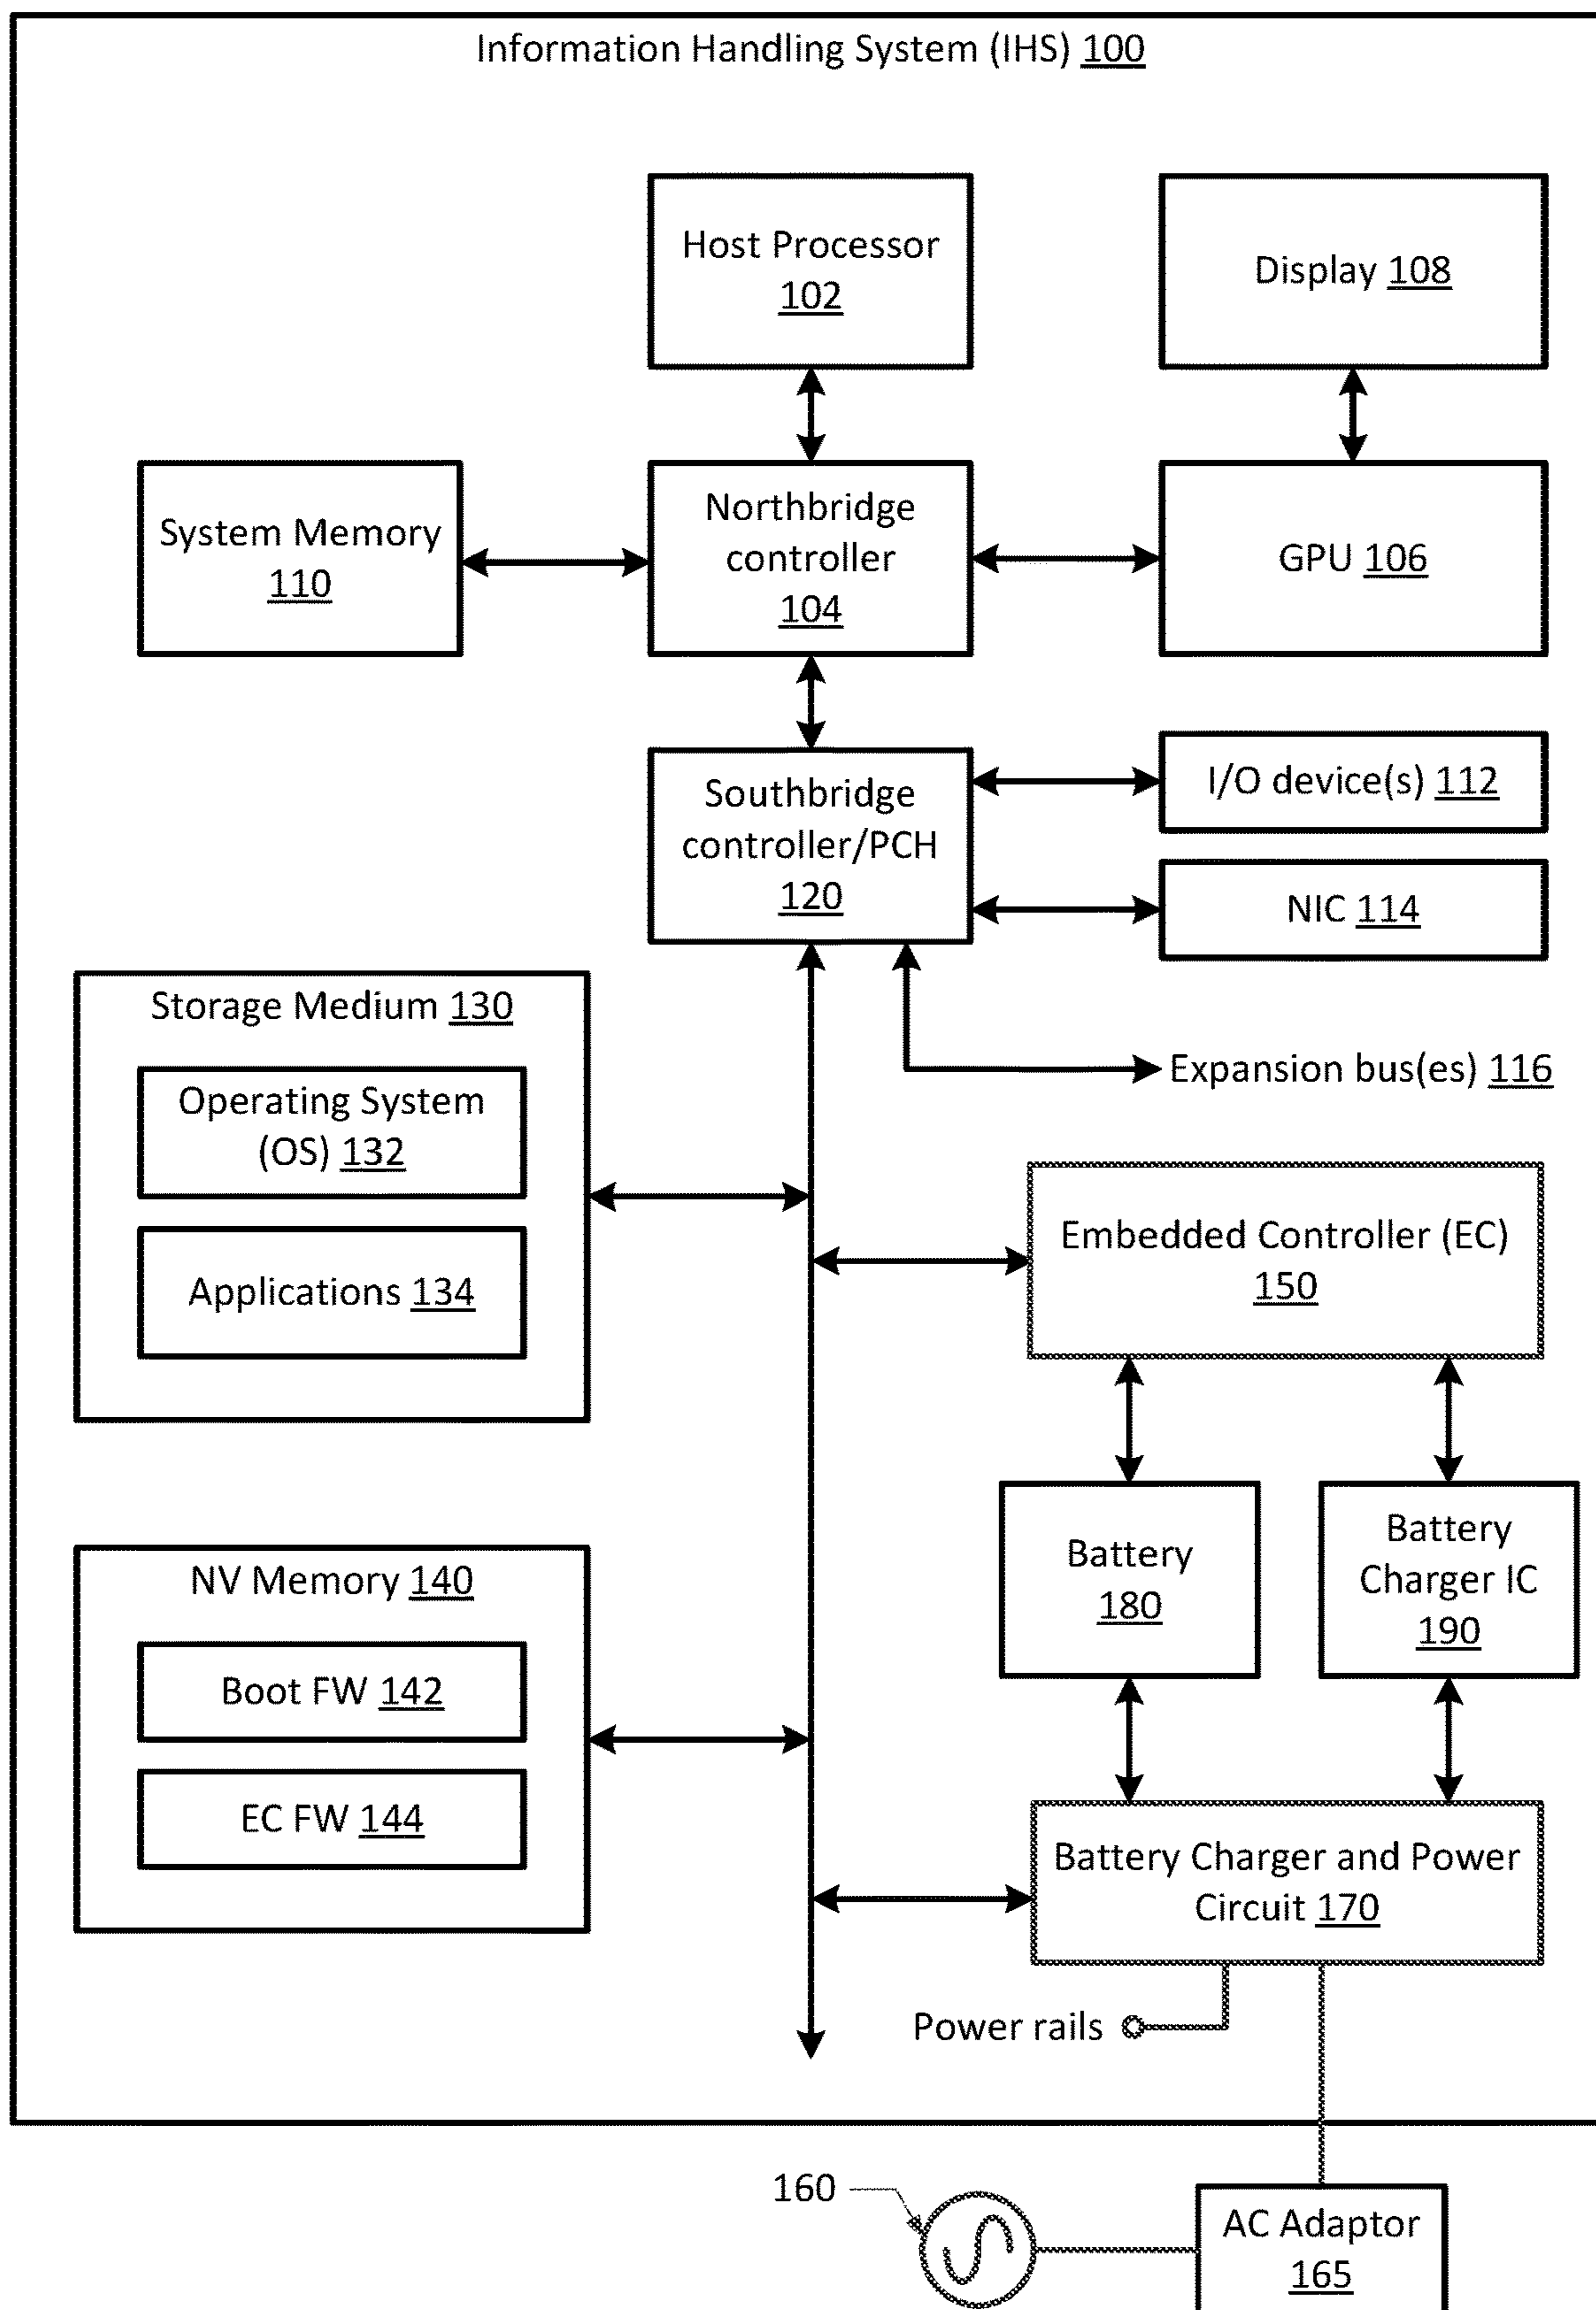 Information Handling System (IHS) 100
Host Processor
102
Display 108
System Memory
110
Northbridge
controller
104
GPU 106
Southbridge
controller/PCH
120
I/O device(s) 112
NIC 114
Expansion bus(es) 116
Storage Medium 130
Operating System
(OS) 132
Applications 134
Embedded Controller (EC)
150
Battery
180
Battery
Charger IC
190
NV Memory 140
Boot FW 142
EC FW 144
Battery Charger and Power
Circuit 170
Power rails
160
AC Adaptor
165